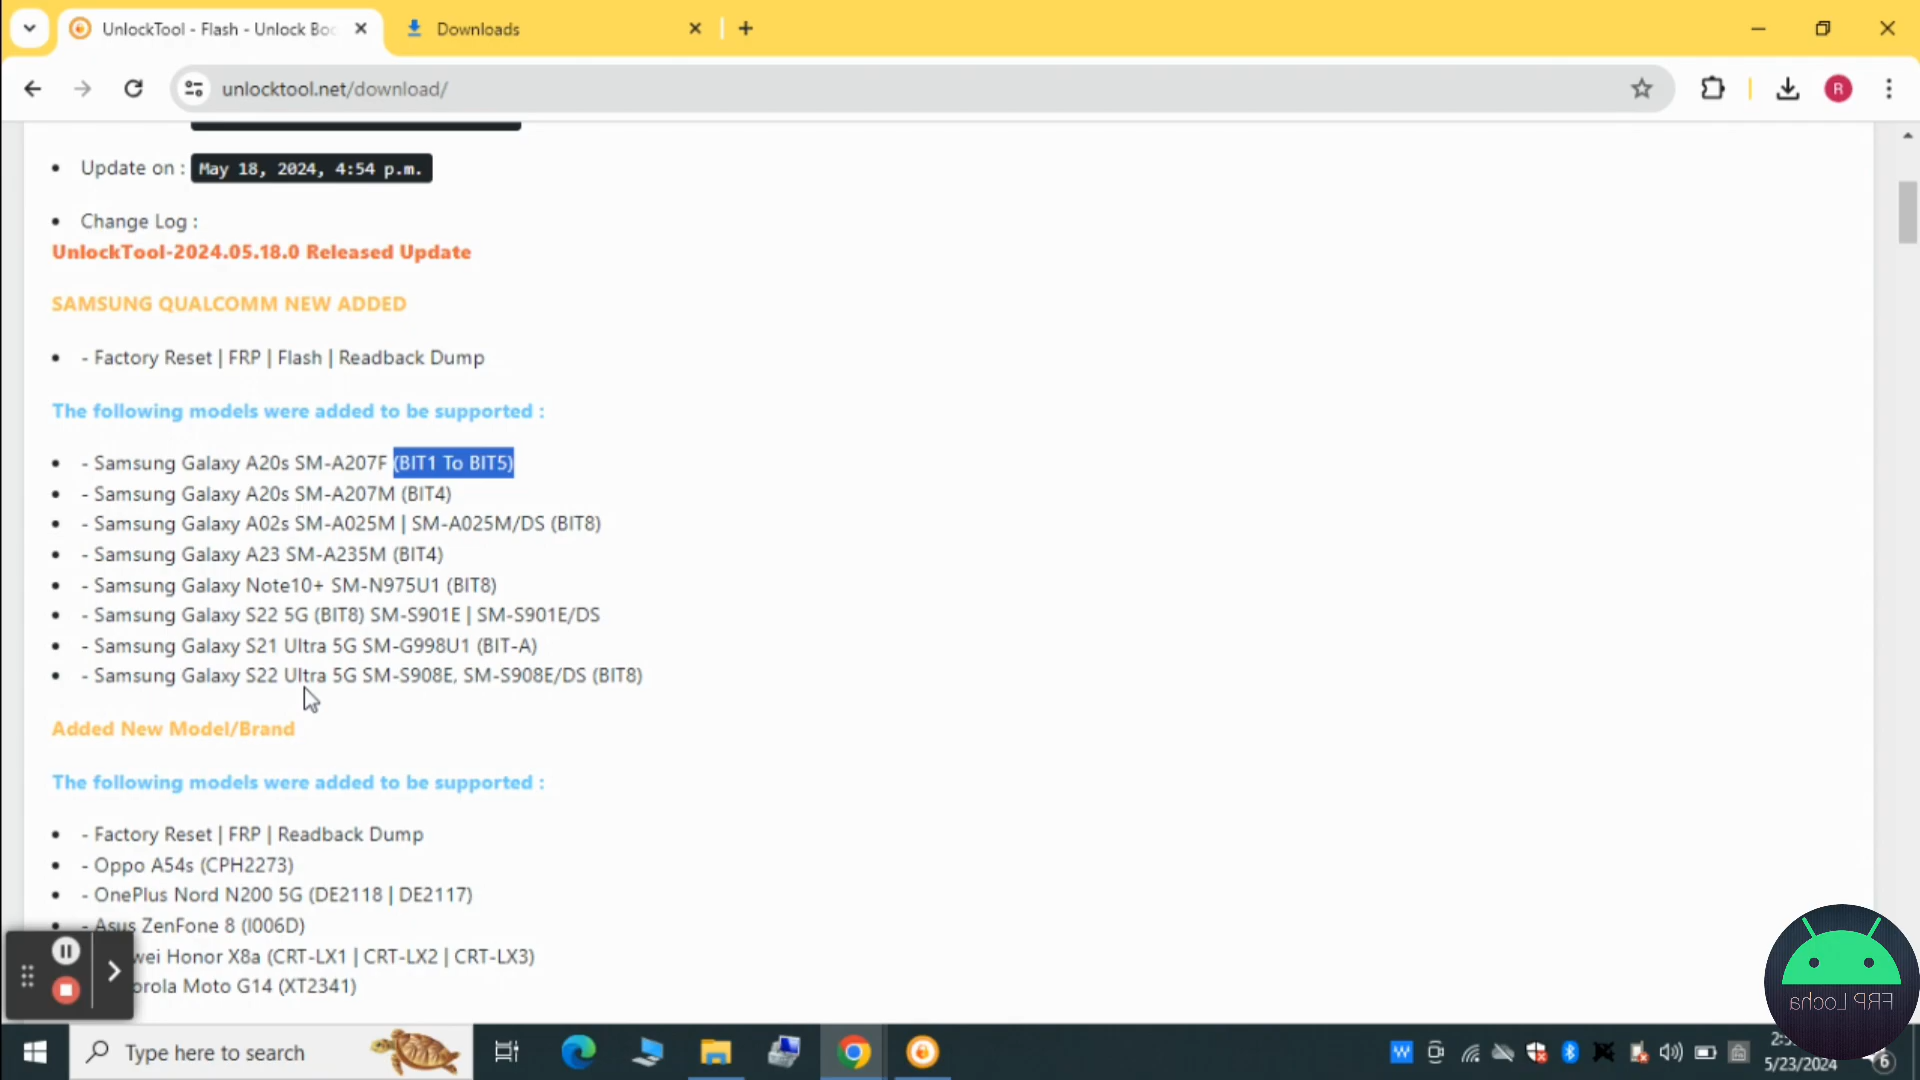 UnlockTool - Flash - Unlock Boo
Downloads
unlocktool.net/download/
R
Update on : May 18, 2024, 4:54 p.m.
Change Log :
UnlockTool-2024.05.18.0 Released Update
SAMSUNG QUALCOMM NEW ADDED
- Factory Reset | FRP | Flash | Readback Dump
The following models were added to be supported :
- Samsung Galaxy A20s SM-A207F (BIT1 To BIT5)
- Samsung Galaxy A20s SM-A207M (BIT4)
- Samsung Galaxy A02s SM-A025M | SM-A025M/DS (BIT8)
- Samsung Galaxy A23 SM-A235M (BIT4)
- Samsung Galaxy Note10+ SM-N975U1 (BIT8)
- Samsung Galaxy S22 5G (BIT8) SM-S901E | SM-S901E/DS
- Samsung Galaxy S21 Ultra 5G SM-G998U1 (BIT-A)
- Samsung Galaxy S22 Ultra 5G SM-S908E, SM-S908E/DS (BIT8)
Added New Model/Brand
The following models were added to be supported :
- Factory Reset | FRP | Readback Dump
- Oppo A54s (CPH2273)
- OnePlus Nord N200 5G (DE2118 | DE2117)
- Asus ZenFone 8 (I006D)
wei Honor X8a (CRT-LX1 | CRT-LX2 | CRT-LX3)
orola Moto G14 (XT2341)
FRP Locha
Type here to search
W
5/23/2024
6